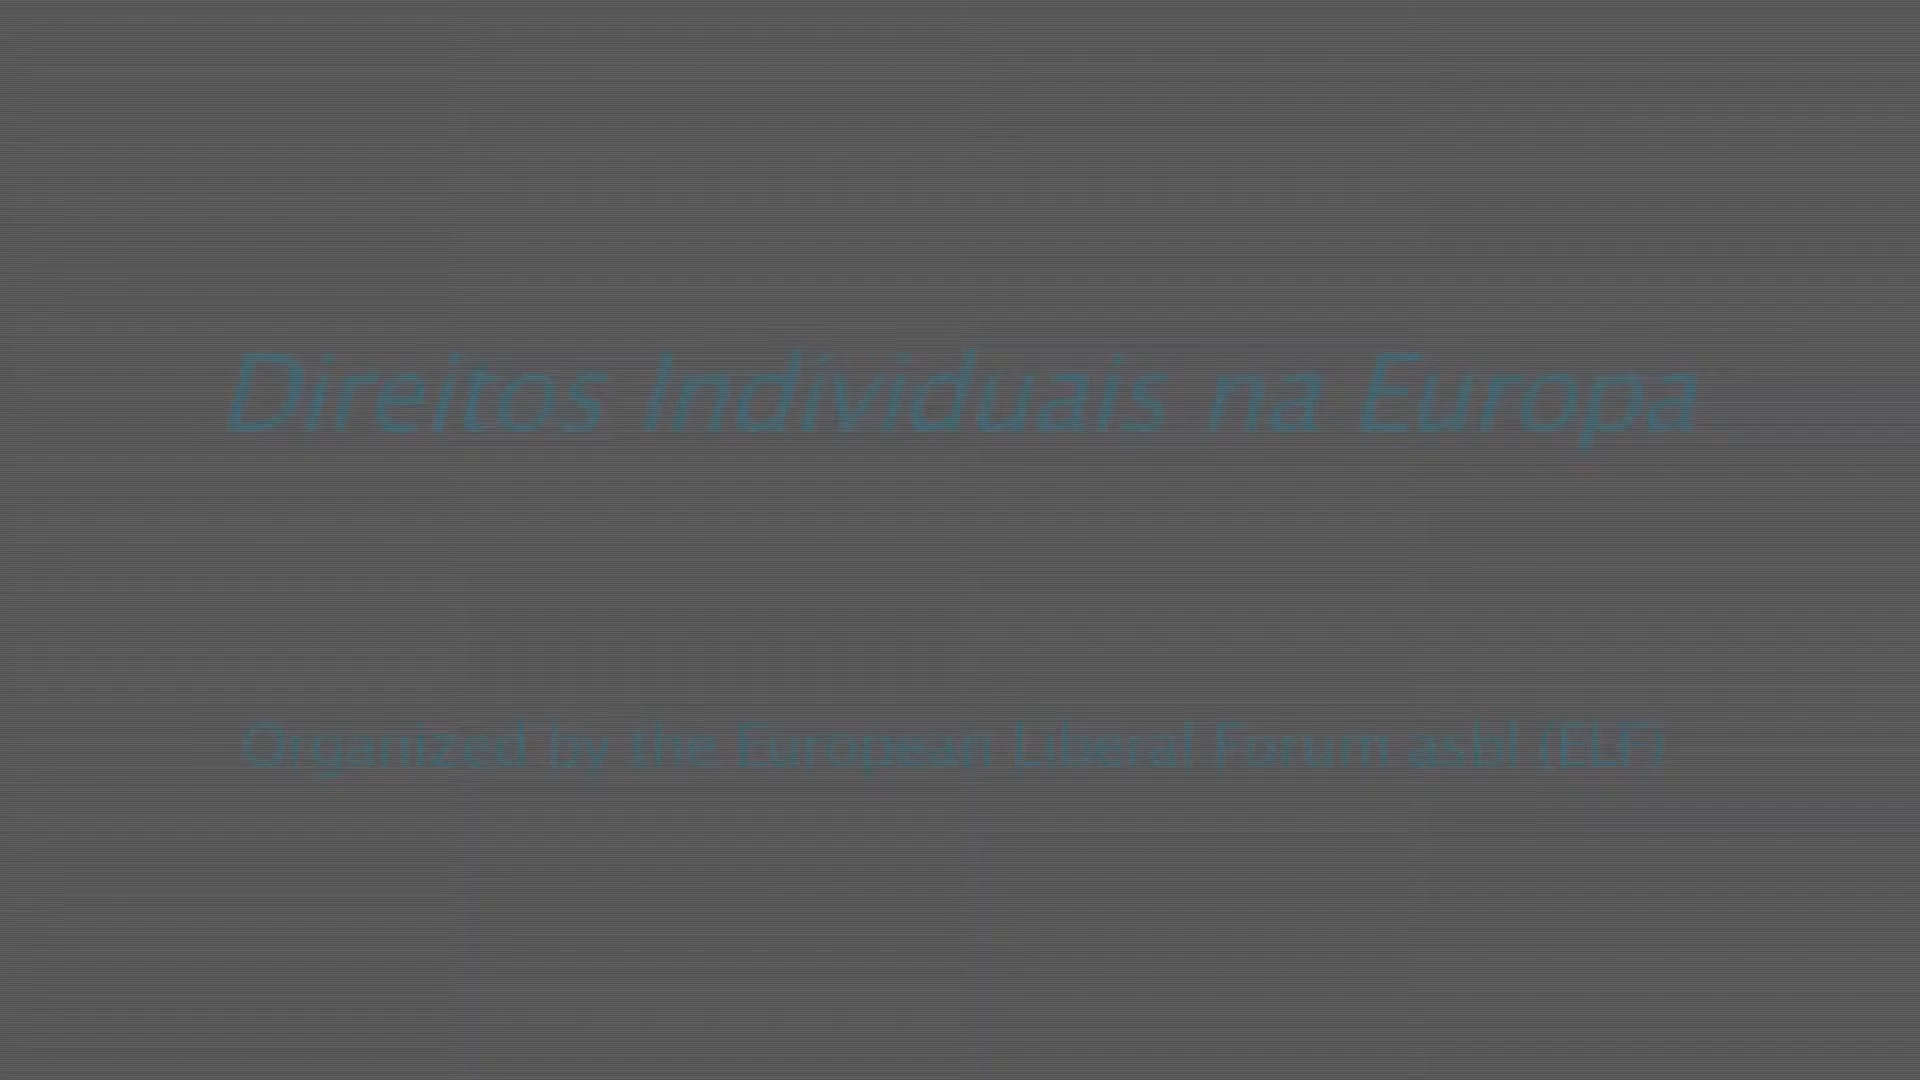 Direitos Individuais na Europa
Organized by the European Liberal Forum asbl (ELF)